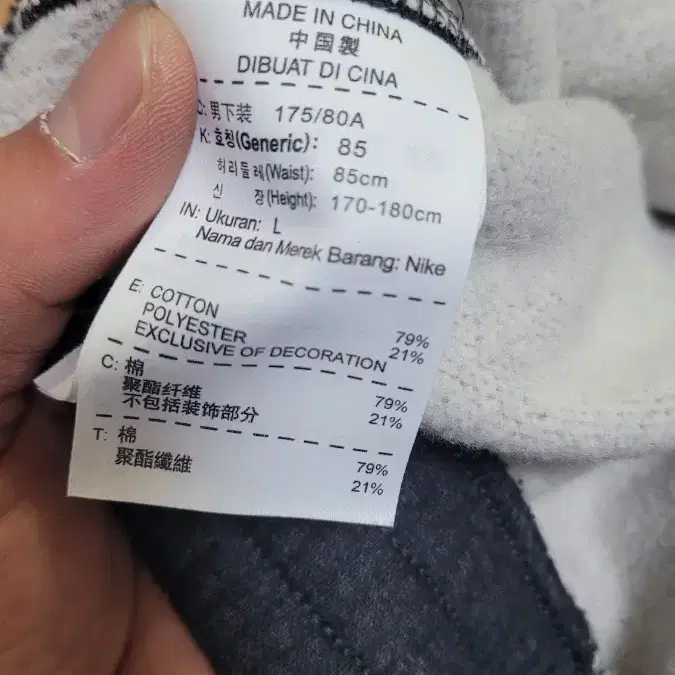 MADE IN CHINA
中国製
DIBUAT DI CINA
C: 男下装 175/80A
K: 호칭(Generic): 85
허리둘레(Waist): 85cm
신 장(Height): 170-180cm
IN: Ukuran: L
Nama dan Merek Barang: Nike
E: COTTON 79%
POLYESTER 21%
EXCLUSIVE OF DECORATION
C: 棉 79%
聚酯纤维 21%
不包括装饰部分
T: 棉 79%
聚酯纖維 21%